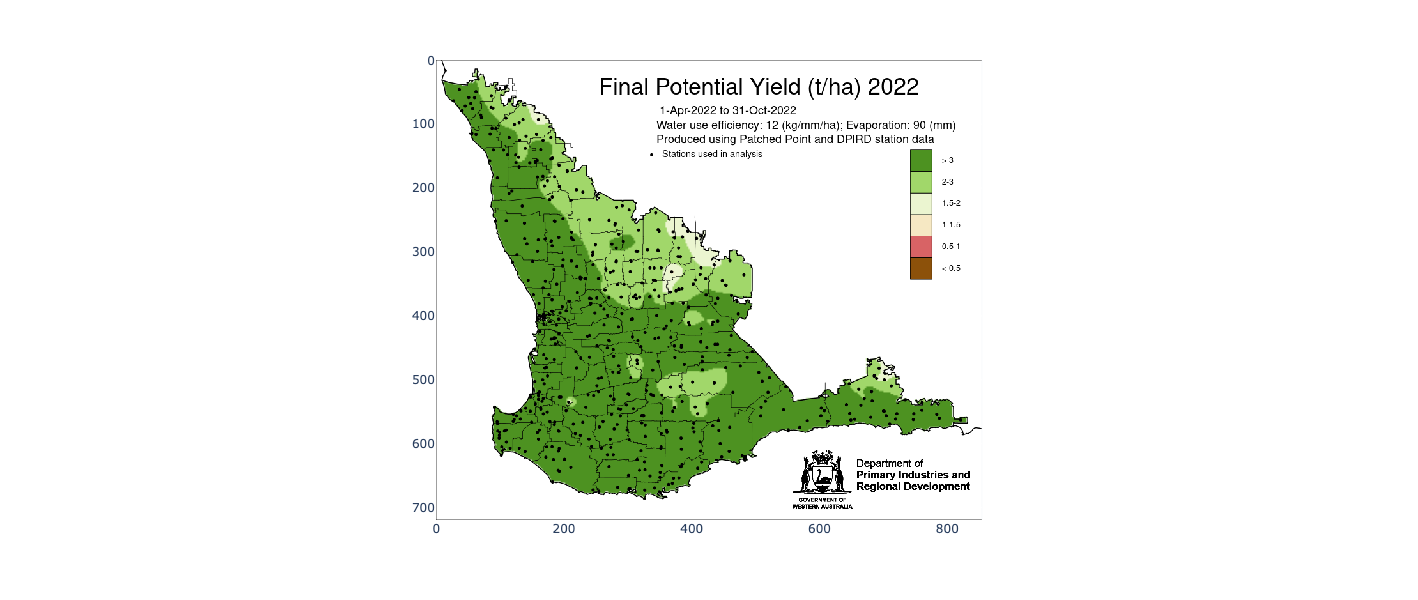 Final Potential Yield (t/ha) 2022
1-Apr-2022 to 31-Oct-2022
Water use efficiency: 12 (kg/mm/ha); Evaporation: 90 (mm)
Produced using Patched Point and DPIRD station data
Stations used in analysis
> 3
2-3
1.5-2
1-1.5
0.5-1
< 0.5
0
100
200
300
400
500
600
700
0
200
400
600
800
Department of
Primary Industries and
Regional Development
GOVERNMENT OF
WESTERN AUSTRALIA